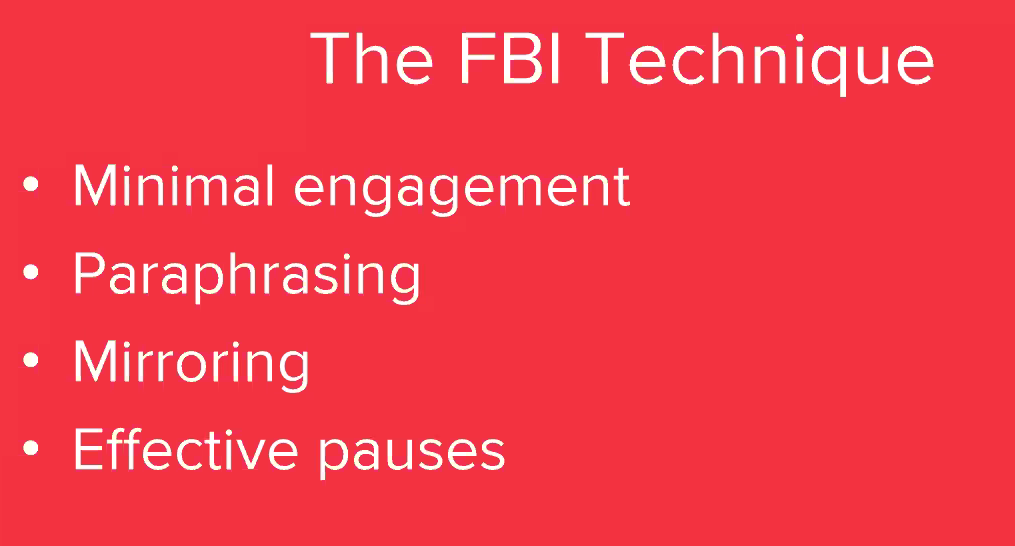 The FBI Technique
• Minimal engagement
• Paraphrasing
• Mirroring
• Effective pauses